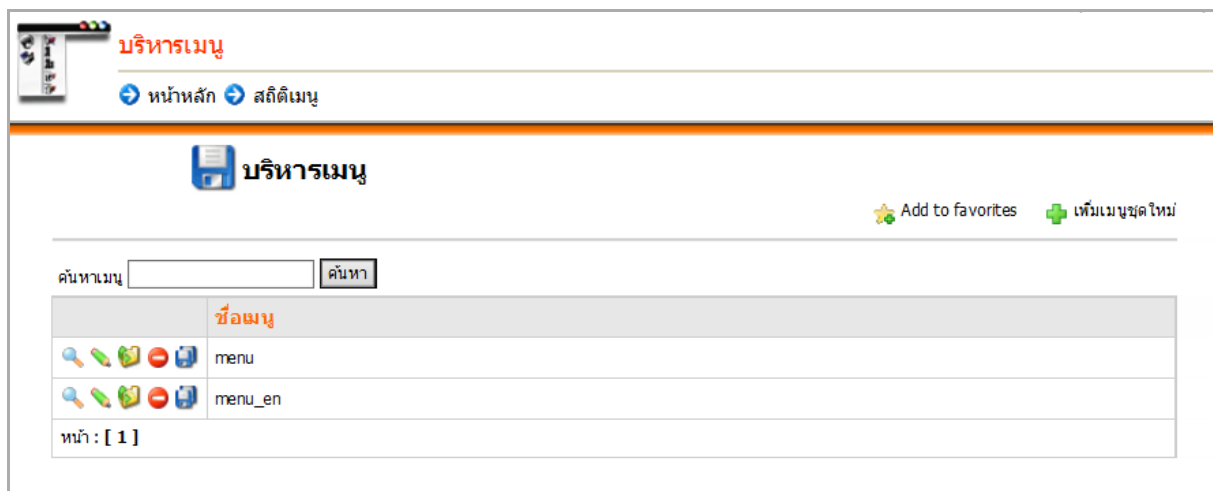 บริหารเมนู
หน้าหลัก สถิติเมนู
บริหารเมนู
Add to favorites เพิ่มเมนูชุดใหม่
ค้นหาเมนู ค้นหา
ชื่อเมนู
menu
menu_en
หน้า : [ 1 ]